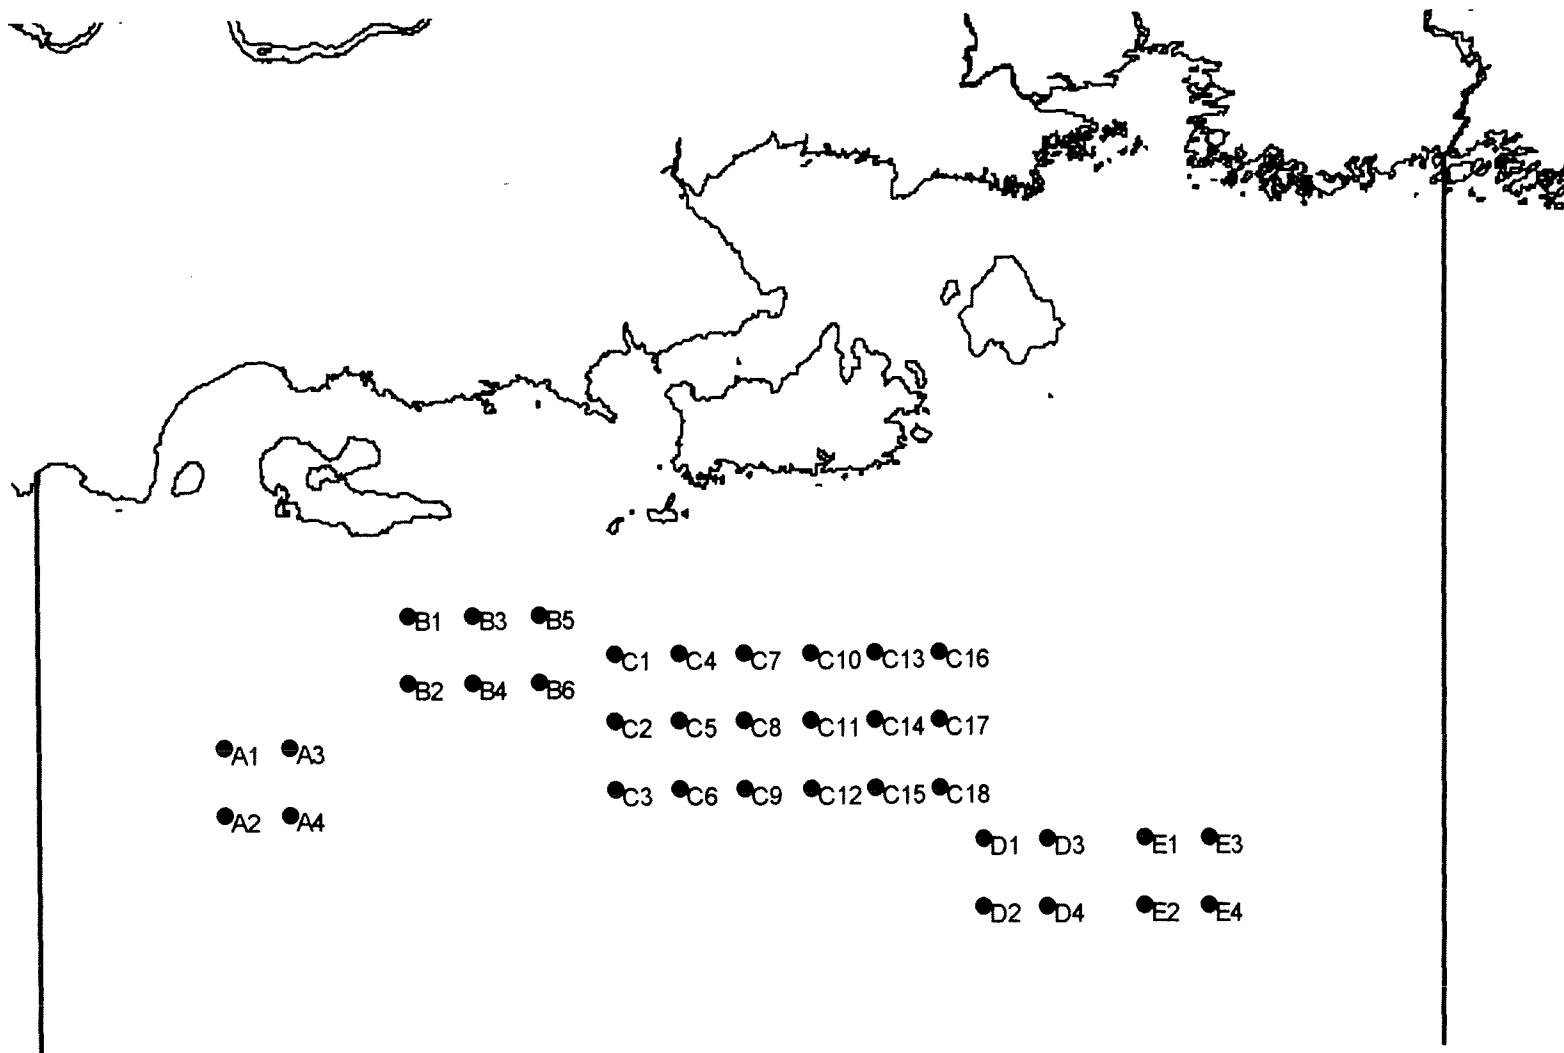 B1 B3 B5
C1 C4 C7 C10 C13 C16
B2 B4 B6
C2 C5 C8 C11 C14 C17
A1 A3
C3 C6 C9 C12 C15 C18
A2 A4
D1 D3 E1 E3
D2 D4 E2 E4